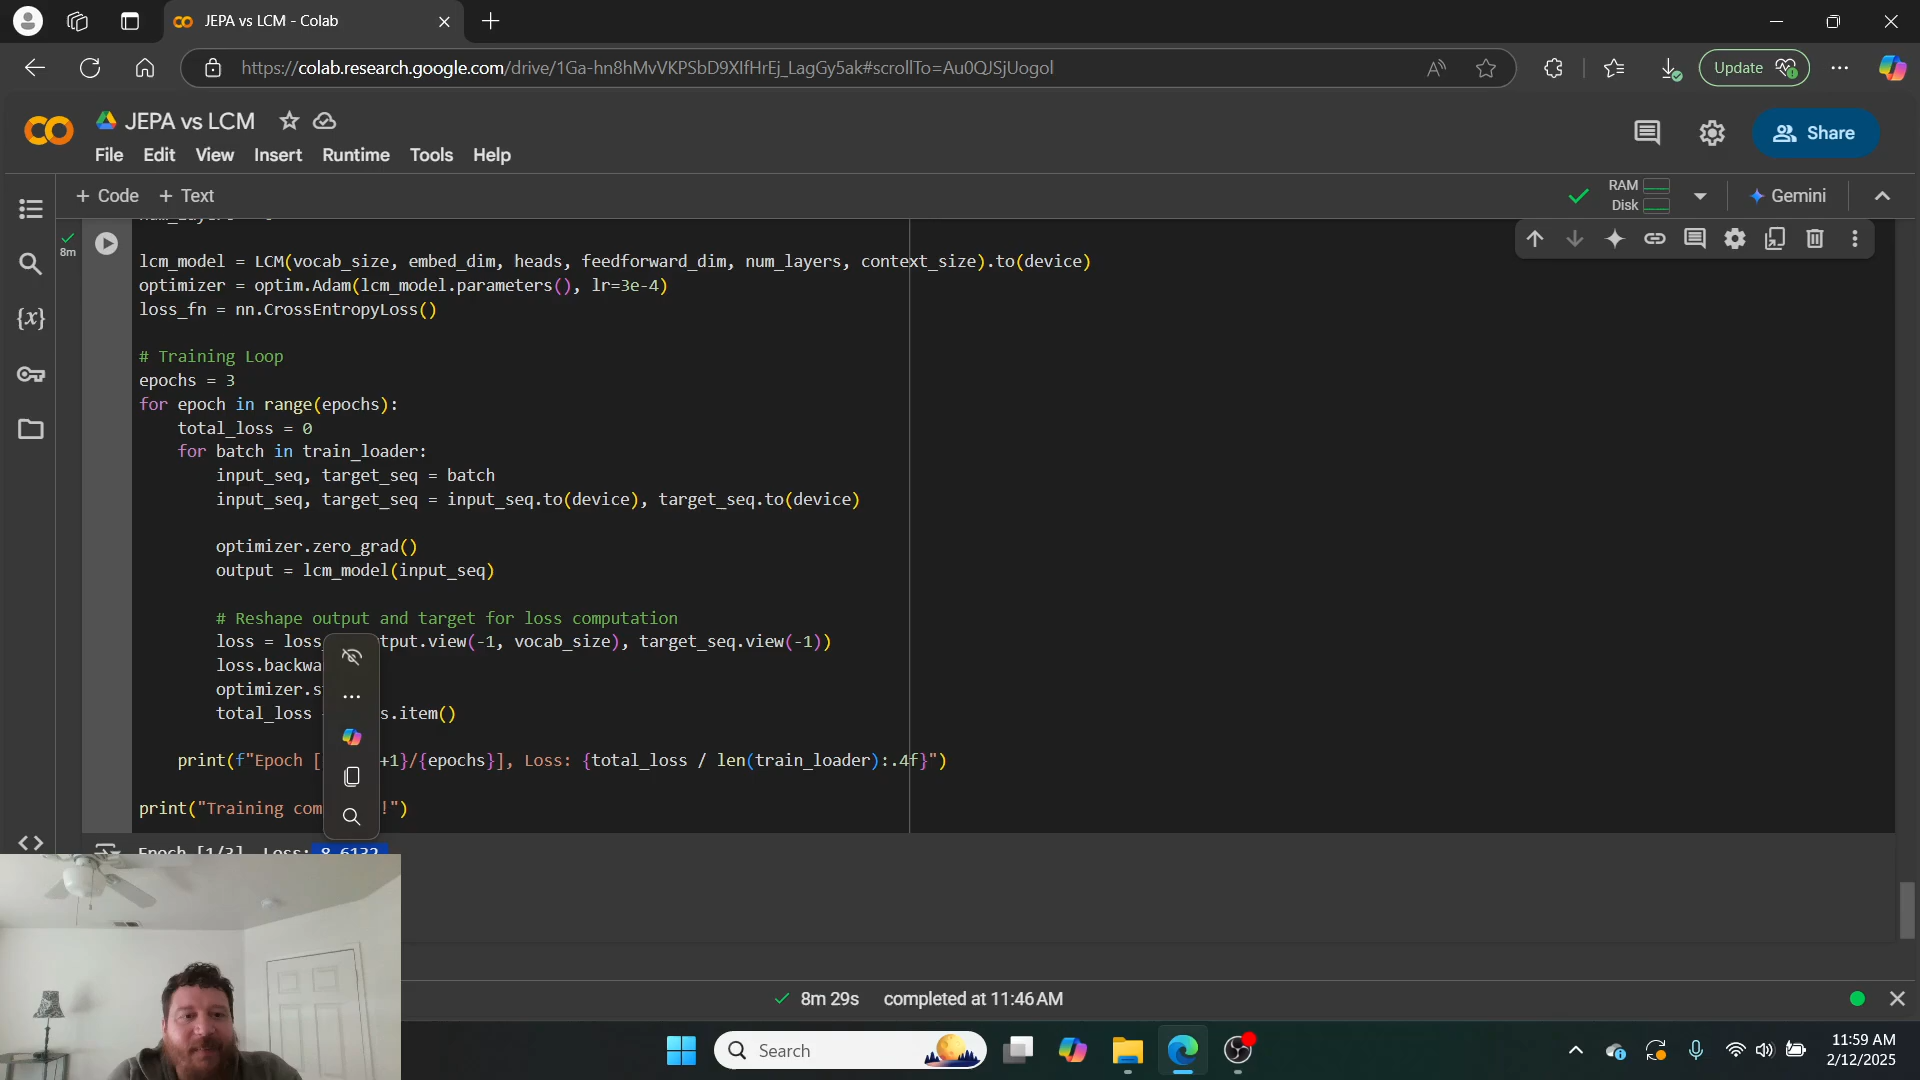 JEPA vs LCM - Colab
https://colab.research.google.com/drive/1Ga-hn8hMvVKPSbD9XIfHrEj_LagGy5ak#scrollTo=Au0QJSjUogol
Update
JEPA vs LCM
File Edit View Insert Runtime Tools Help
Share
+ Code + Text
RAM
Disk
Gemini
8m
lcm_model = LCM(vocab_size, embed_dim, heads, feedforward_dim, num_layers, context_size).to(device)
optimizer = optim.Adam(lcm_model.parameters(), lr=3e-4)
loss_fn = nn.CrossEntropyLoss()
# Training Loop
epochs = 3
for epoch in range(epochs):
total_loss = 0
for batch in train_loader:
input_seq, target_seq = batch
input_seq, target_seq = input_seq.to(device), target_seq.to(device)
optimizer.zero_grad()
output = lcm_model(input_seq)
# Reshape output and target for loss computation
loss = loss tput.view(-1, vocab_size), target_seq.view(-1))
loss.backwa
optimizer.s
total_loss s.item()
print(f"Epoch [ +1}/{epochs}], Loss: {total_loss / len(train_loader):.4f}")
print("Training com !")
Epoch [1/3], Loss: 8.6132
8m 29s completed at 11:46 AM
Search
11:59 AM
2/12/2025